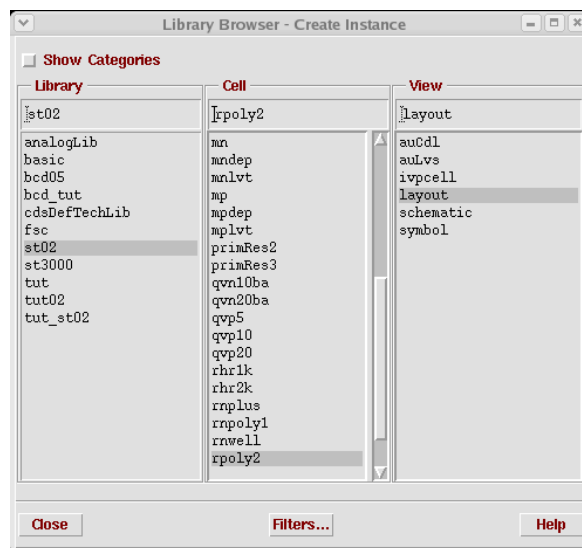 Library Browser - Create Instance
Show Categories
Library
st02
analogLib
basic
bcd05
bcd_tut
cdsDefTechLib
fsc
st02
st3000
tut
tut02
tut_st02
Cell
rpoly2
mn
mndep
mnlvt
mp
mpdep
mplvt
primRes2
primRes3
qvn10ba
qvn20ba
qvp5
qvp10
qvp20
rhr1k
rhr2k
rnplus
rnpoly1
rnwell
rpoly2
View
layout
auCdl
auLvs
ivpcell
layout
schematic
symbol
Close
Filters...
Help